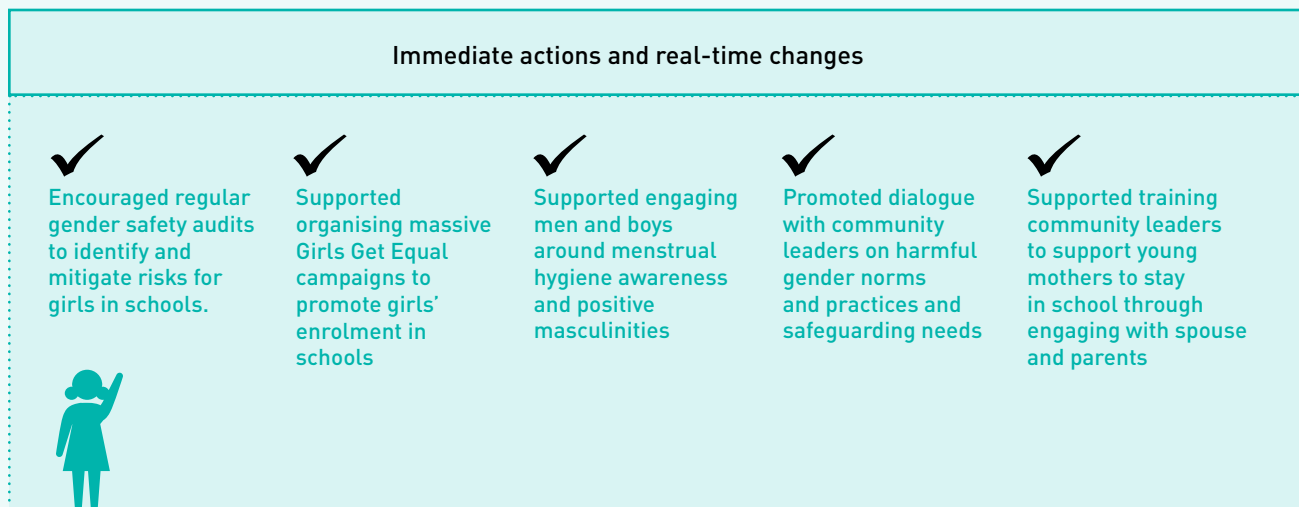 Immediate actions and real-time changes
Encouraged regular
gender safety audits
to identify and
mitigate risks for
girls in schools.
Supported
organising massive
Girls Get Equal
campaigns to
promote girls’
enrolment in
schools
Supported engaging
men and boys
around menstrual
hygiene awareness
and positive
masculinities
Promoted dialogue
with community
leaders on harmful
gender norms
and practices and
safeguarding needs
Supported training
community leaders
to support young
mothers to stay
in school through
engaging with spouse
and parents